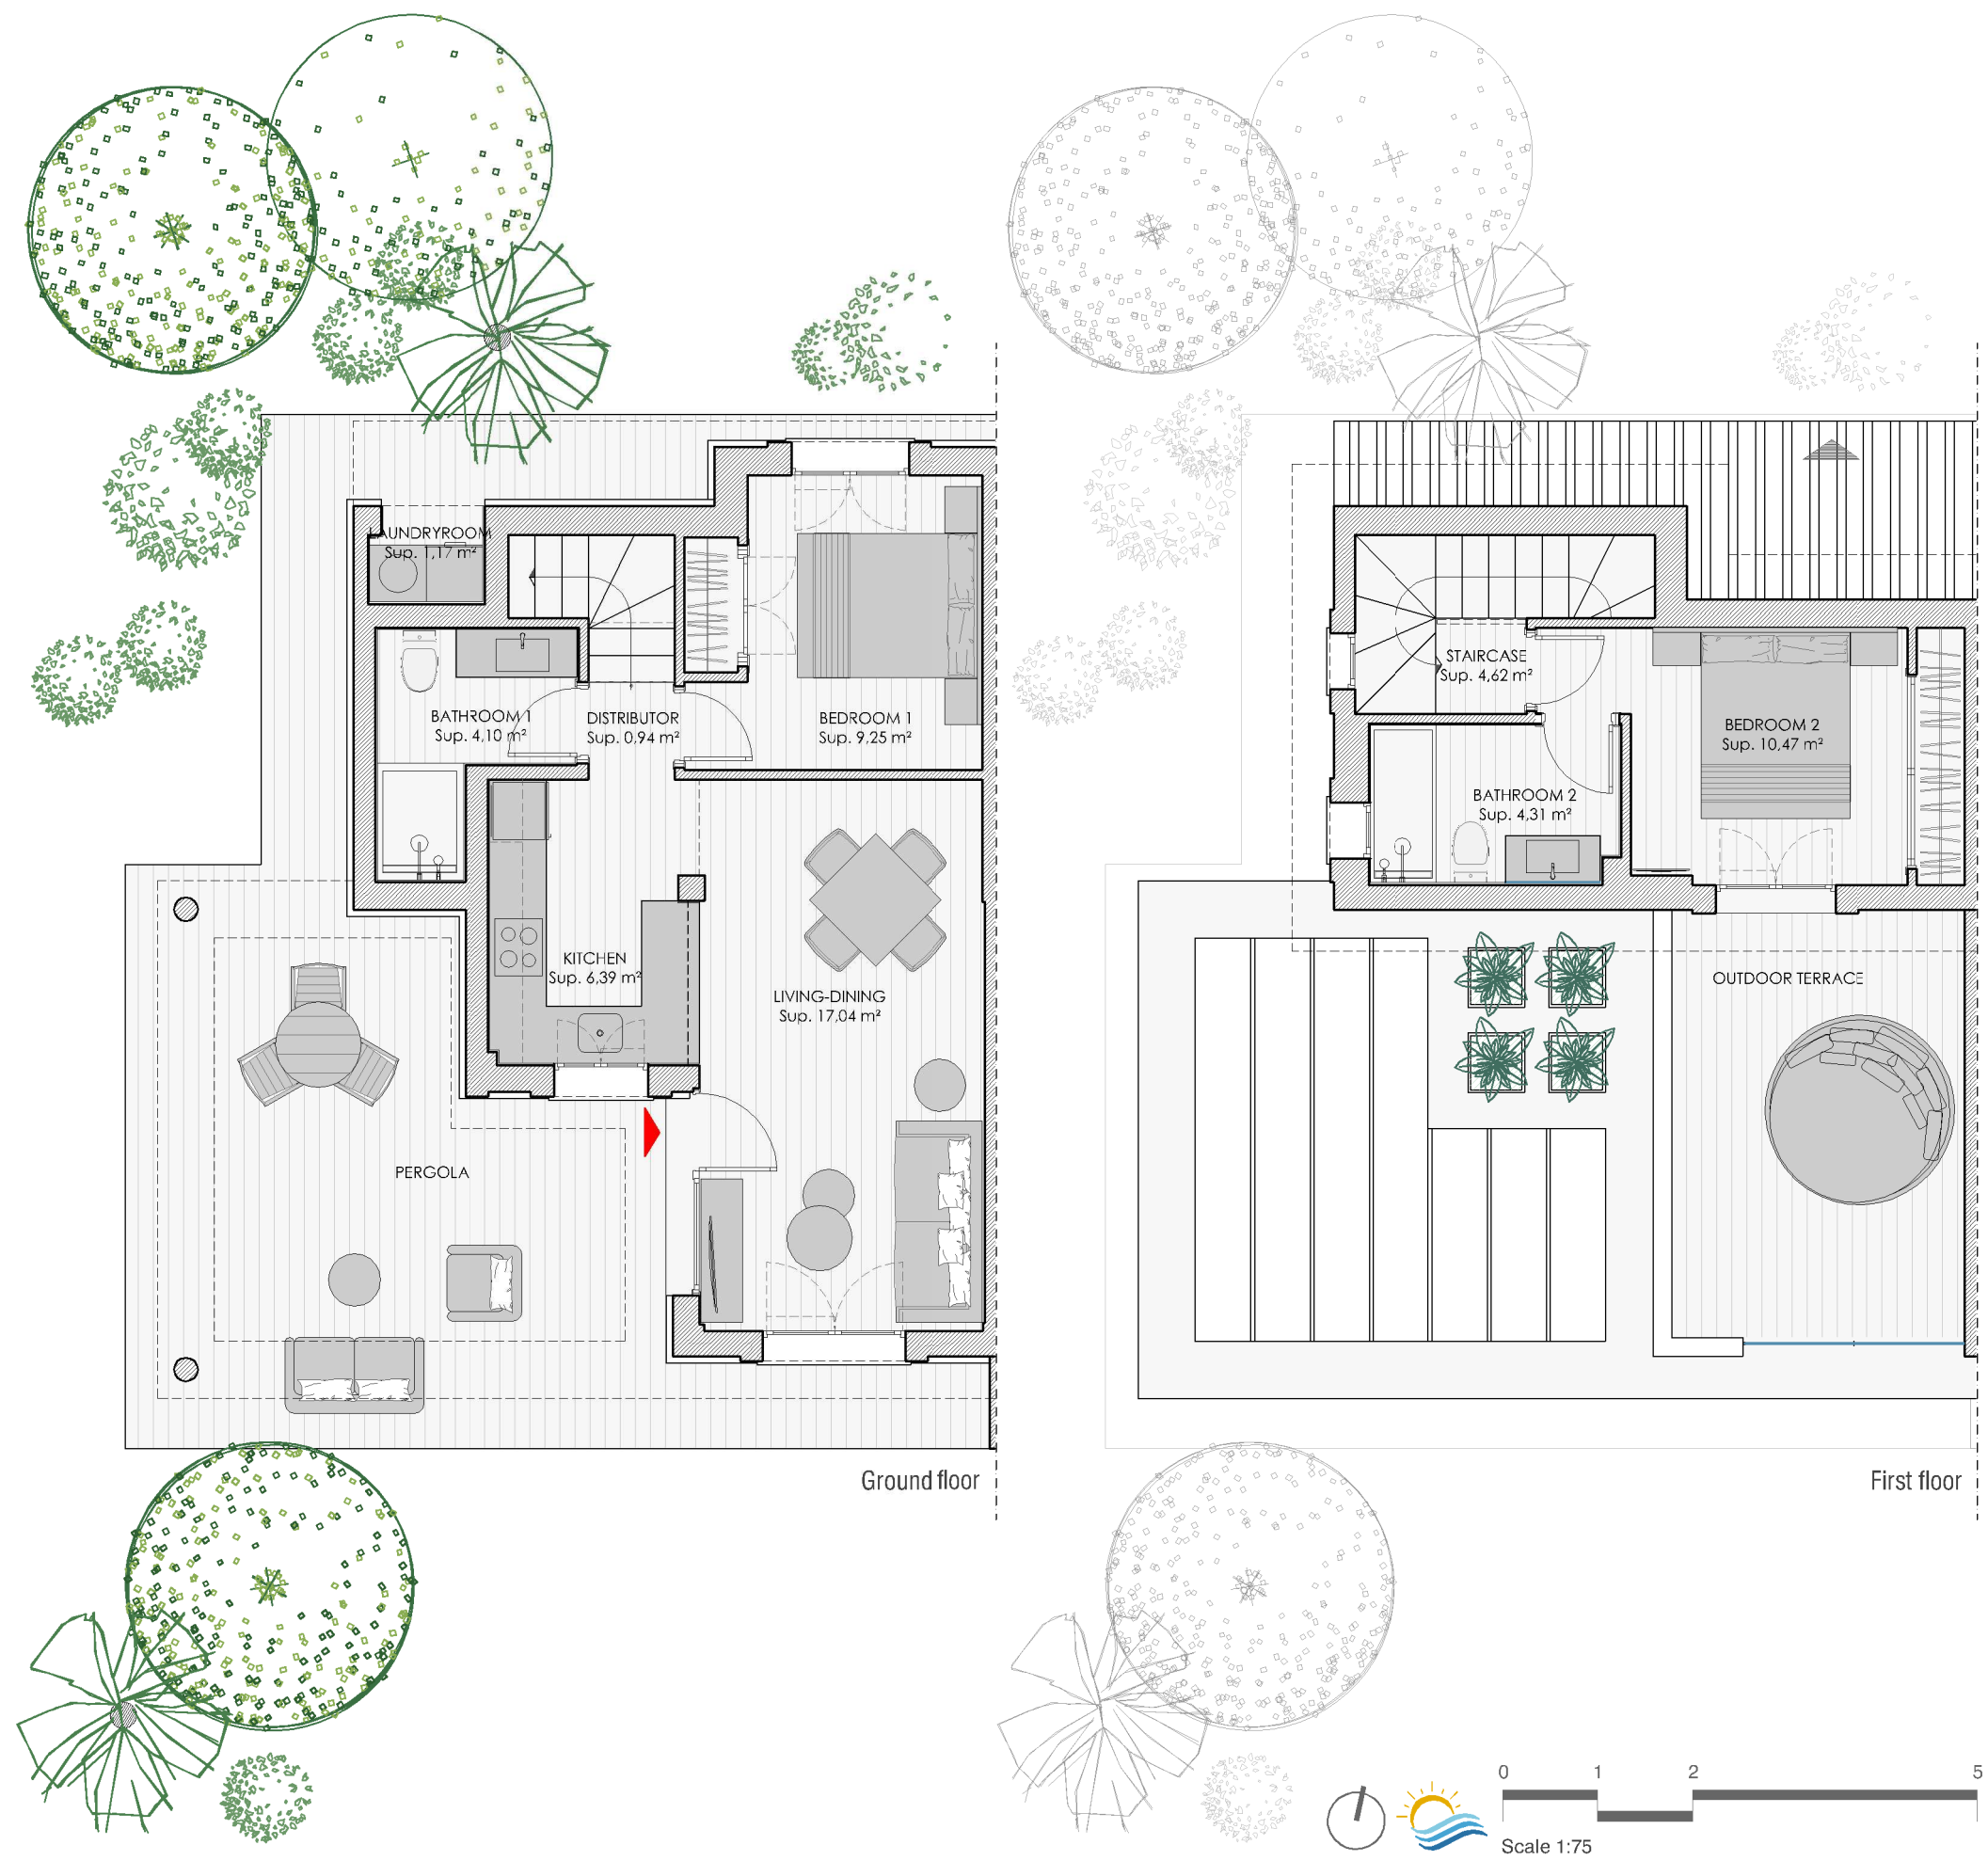 LAUNDRYROOM
Sup. 1,17 m²
BATHROOM 1
Sup. 4,10 m²
DISTRIBUTOR
Sup. 0,94 m²
BEDROOM 1
Sup. 9,25 m²
KITCHEN
Sup. 6,39 m²
LIVING-DINING
Sup. 17,04 m²
PERGOLA
Ground floor
STAIRCASE
Sup. 4,62 m²
BEDROOM 2
Sup. 10,47 m²
BATHROOM 2
Sup. 4,31 m²
OUTDOOR TERRACE
First floor
0 1 2 5
Scale 1:75